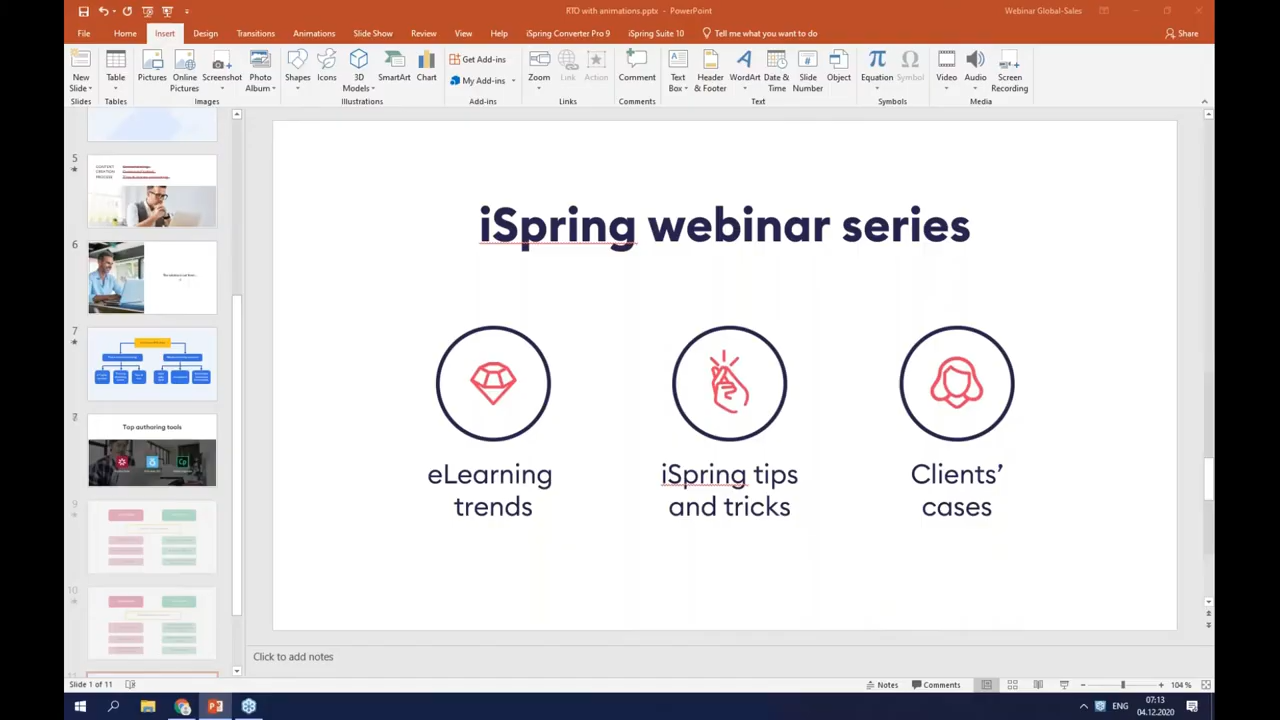 RTO with animations.pptx - PowerPoint
Webinar Global-Sales
File Home Insert Design Transitions Animations Slide Show Review View Help iSpring Converter Pro 9 iSpring Suite 10 Tell me what you want to do Share
New Slide Table Pictures Online Pictures Screenshot Photo Album Shapes Icons 3D Models SmartArt Chart Get Add-ins My Add-ins Zoom Link Action Comment Text Box Header & Footer WordArt Date & Time Slide Number Object Equation Symbol Video Audio Screen Recording
Slides Tables Images Illustrations Add-ins Links Comments Text Symbols Media
5
6
7
Top authoring tools
9
10
iSpring webinar series
eLearning
trends
iSpring tips
and tricks
Clients’
cases
Click to add notes
Slide 1 of 11
Notes Comments 104 %
ENG
07:13
04.12.2020